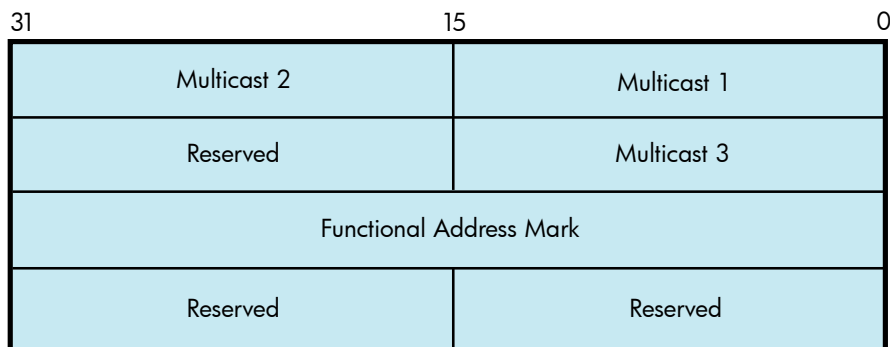 31 15 0
Multicast 2 Multicast 1
Reserved Multicast 3
Functional Address Mark
Reserved Reserved